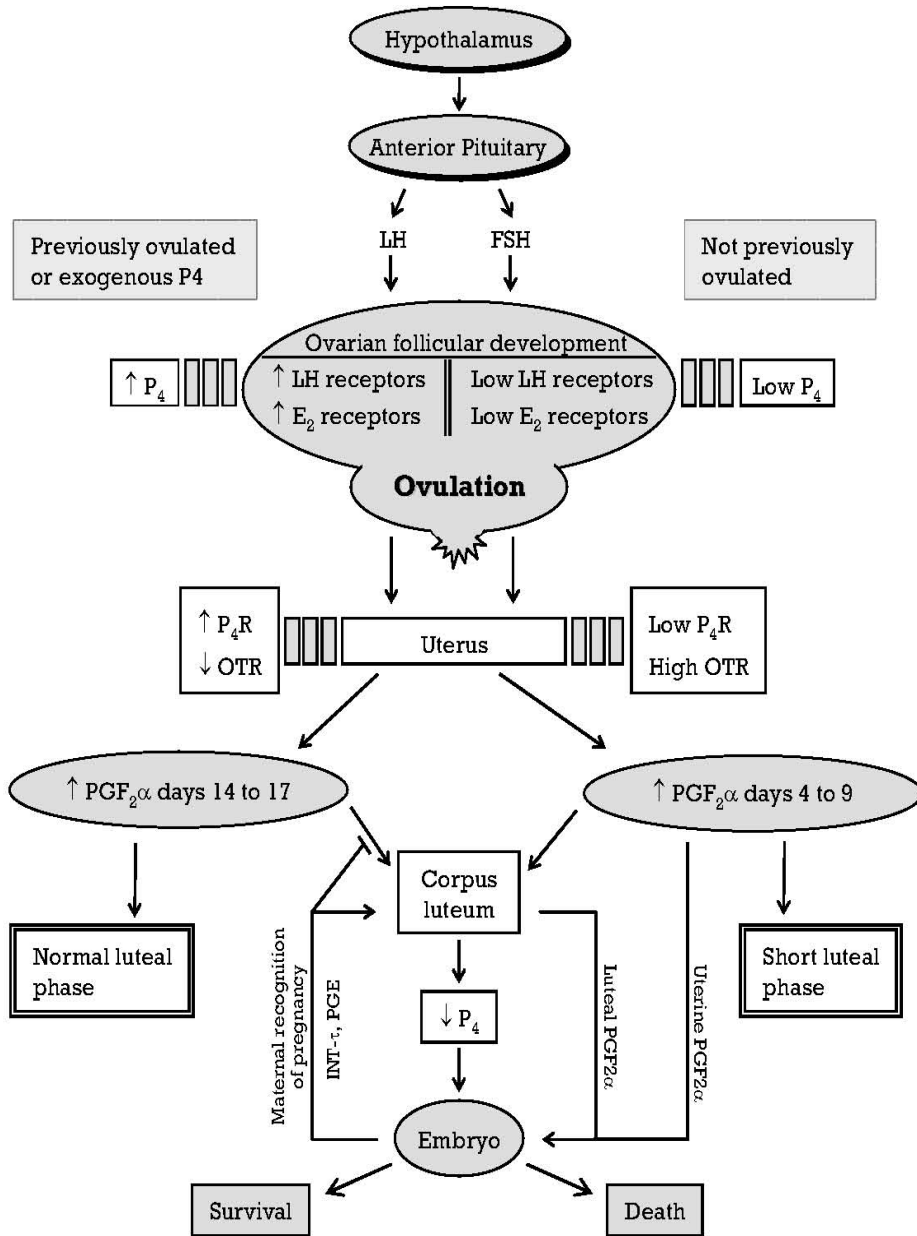 Hypothalamus
Anterior Pituitary
LH
FSH
Previously ovulated
or exogenous P4
Not previously
ovulated
Ovarian follicular development
↑ P₄
↑ LH receptors
↑ E₂ receptors
Low LH receptors
Low E₂ receptors
Low P₄
Ovulation
↑ P₄R
↓ OTR
Uterus
Low P₄R
High OTR
↑ PGF₂α days 14 to 17
↑ PGF₂α days 4 to 9
Corpus
luteum
Normal luteal
phase
Short luteal
phase
Maternal recognition
of pregnancy
INT-τ, PGE
↓ P₄
Luteal PGF2α
Uterine PGF2α
Embryo
Survival
Death